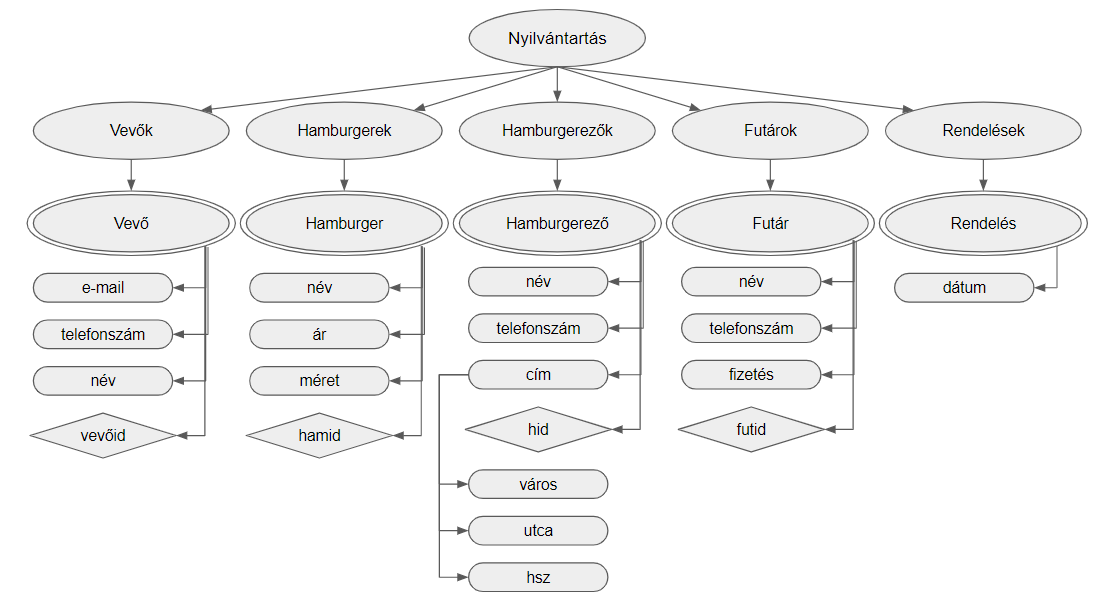 Nyilvántartás
Vevők
Hamburgerek
Hamburgerezők
Futárok
Rendelések
Vevő
Hamburger
Hamburgerező
Futár
Rendelés
e-mail
telefonszám
név
vevőid
név
ár
méret
hamid
név
telefonszám
cím
hid
város
utca
hsz
név
telefonszám
fizetés
futid
dátum